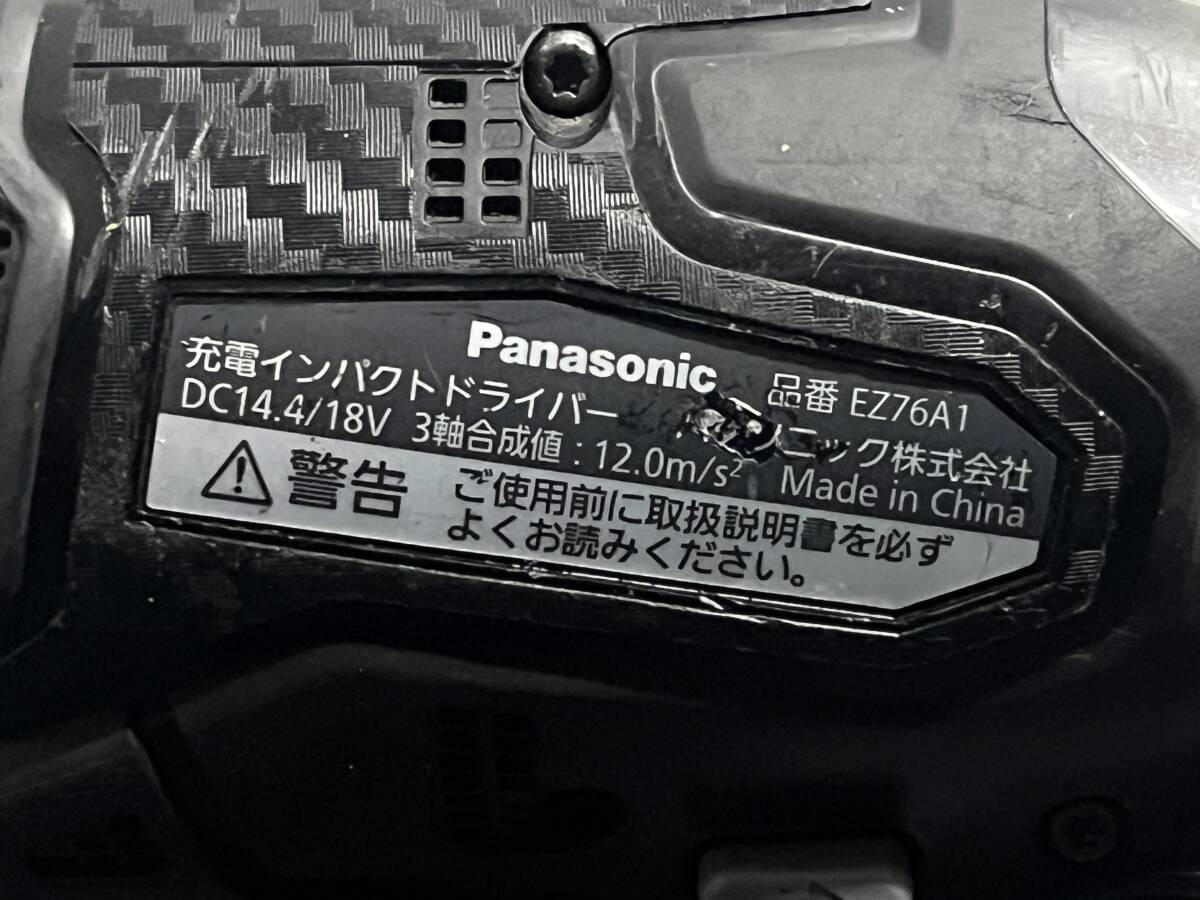 Panasonic
品番 EZ76A1
充電インパクトドライバー
ニック株式会社
DC14.4/18V 3軸合成値：12.0m/s²
Made in China
警告
ご使用前に取扱説明書を必ず
よくお読みください。